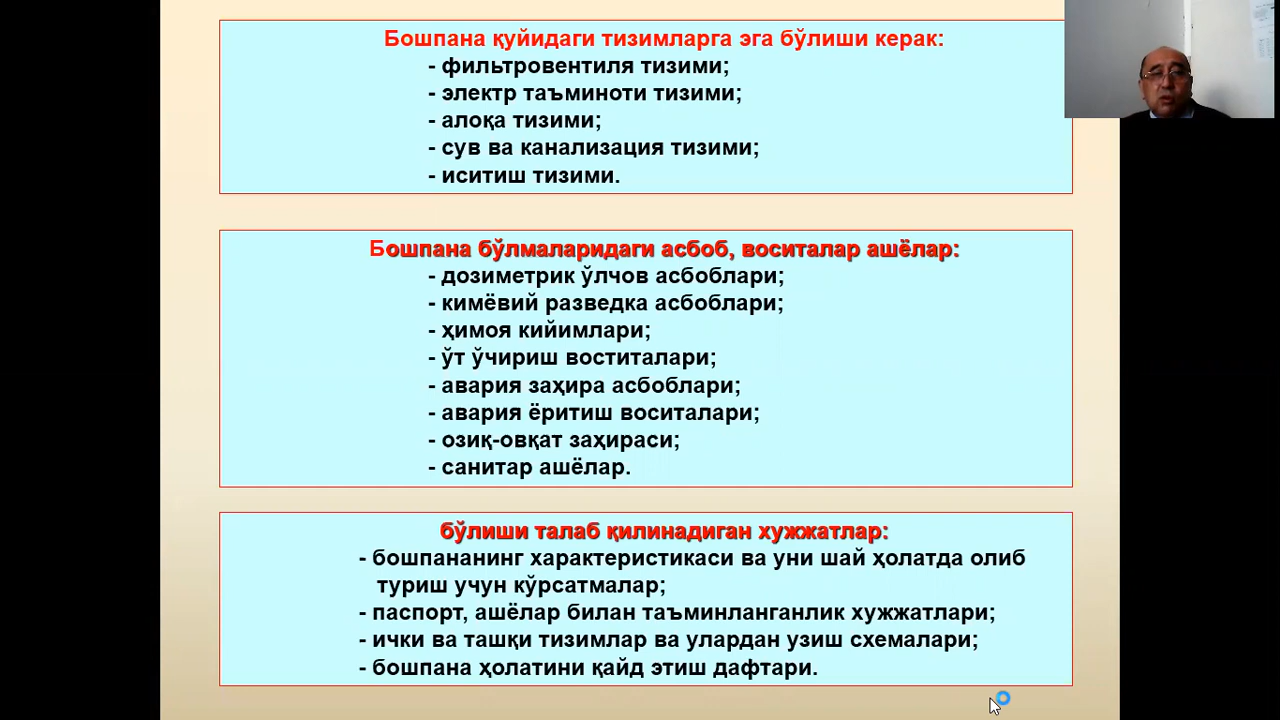 Бошпана қуйидаги тизимларга эга бўлиши керак:
- фильтровентиля тизими;
- электр таъминоти тизими;
- алоқа тизими;
- сув ва канализация тизими;
- иситиш тизими.
Бошпана бўлмаларидаги асбоб, воситалар ашёлар:
- дозиметрик ўлчов асбоблари;
- кимёвий разведка асбоблари;
- ҳимоя кийимлари;
- ўт ўчириш воститалари;
- авария заҳира асбоблари;
- авария ёритиш воситалари;
- озиқ-овқат заҳираси;
- санитар ашёлар.
бўлиши талаб қилинадиган хужжатлар:
- бошпананинг характеристикаси ва уни шай ҳолатда олиб
туриш учун кўрсатмалар;
- паспорт, ашёлар билан таъминланганлик хужжатлари;
- ички ва ташқи тизимлар ва улардан узиш схемалари;
- бошпана ҳолатини қайд этиш дафтари.